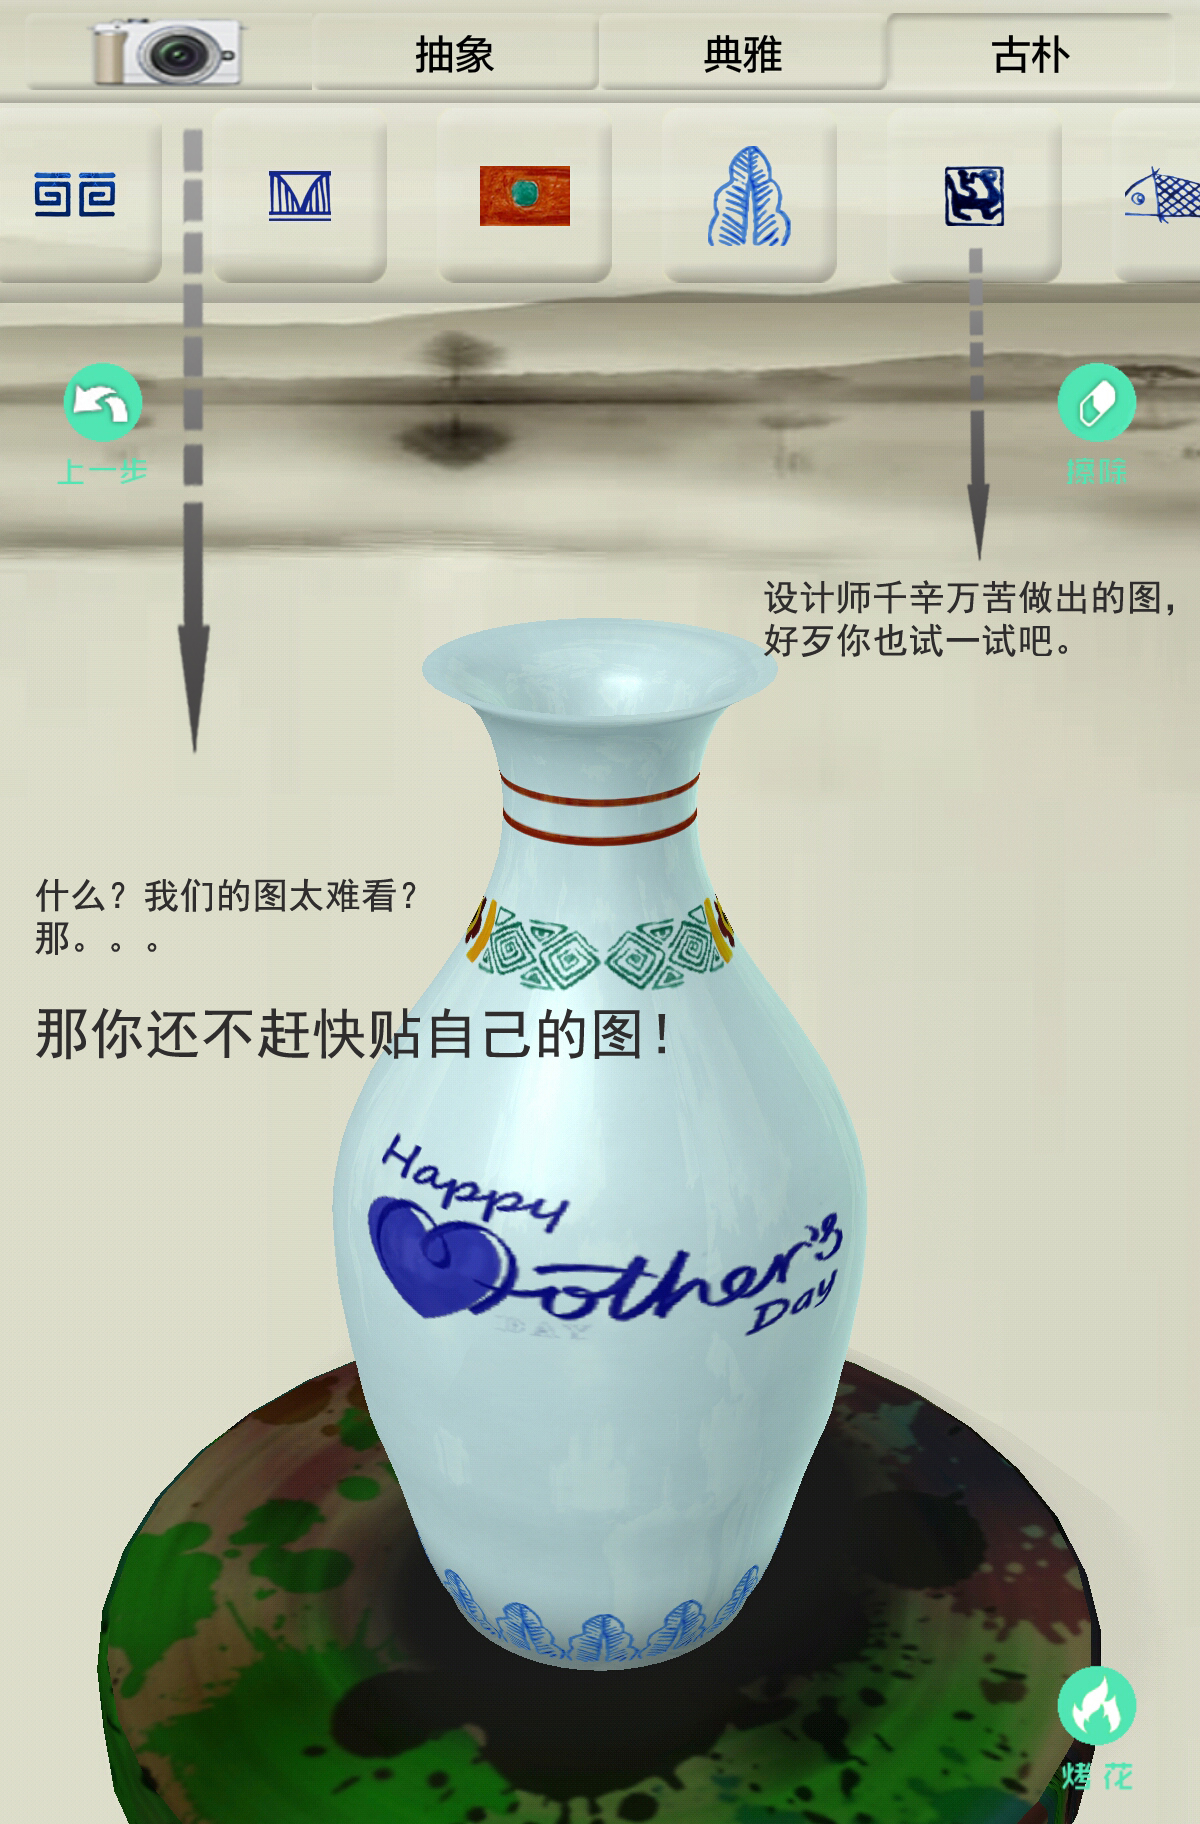 抽象
典雅
古朴
上一步
擦除
设计师千辛万苦做出的图，
好歹你也试一试吧。
什么？我们的图太难看？
那。。。
那你还不赶快贴自己的图！
Happy
Mother's
Day
DAY
烤花